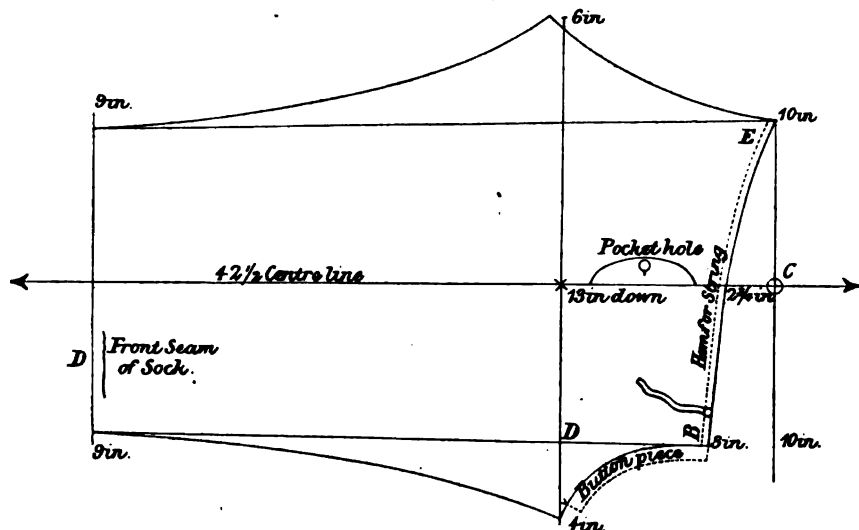 6in.
9in.
10in
E
Pocket hole
42½ Centre line
13in down
2¾in
C
Hem for String
D
Front Seam
of Sock.
D
B
8in.
10in.
9in.
Button piece
4in.